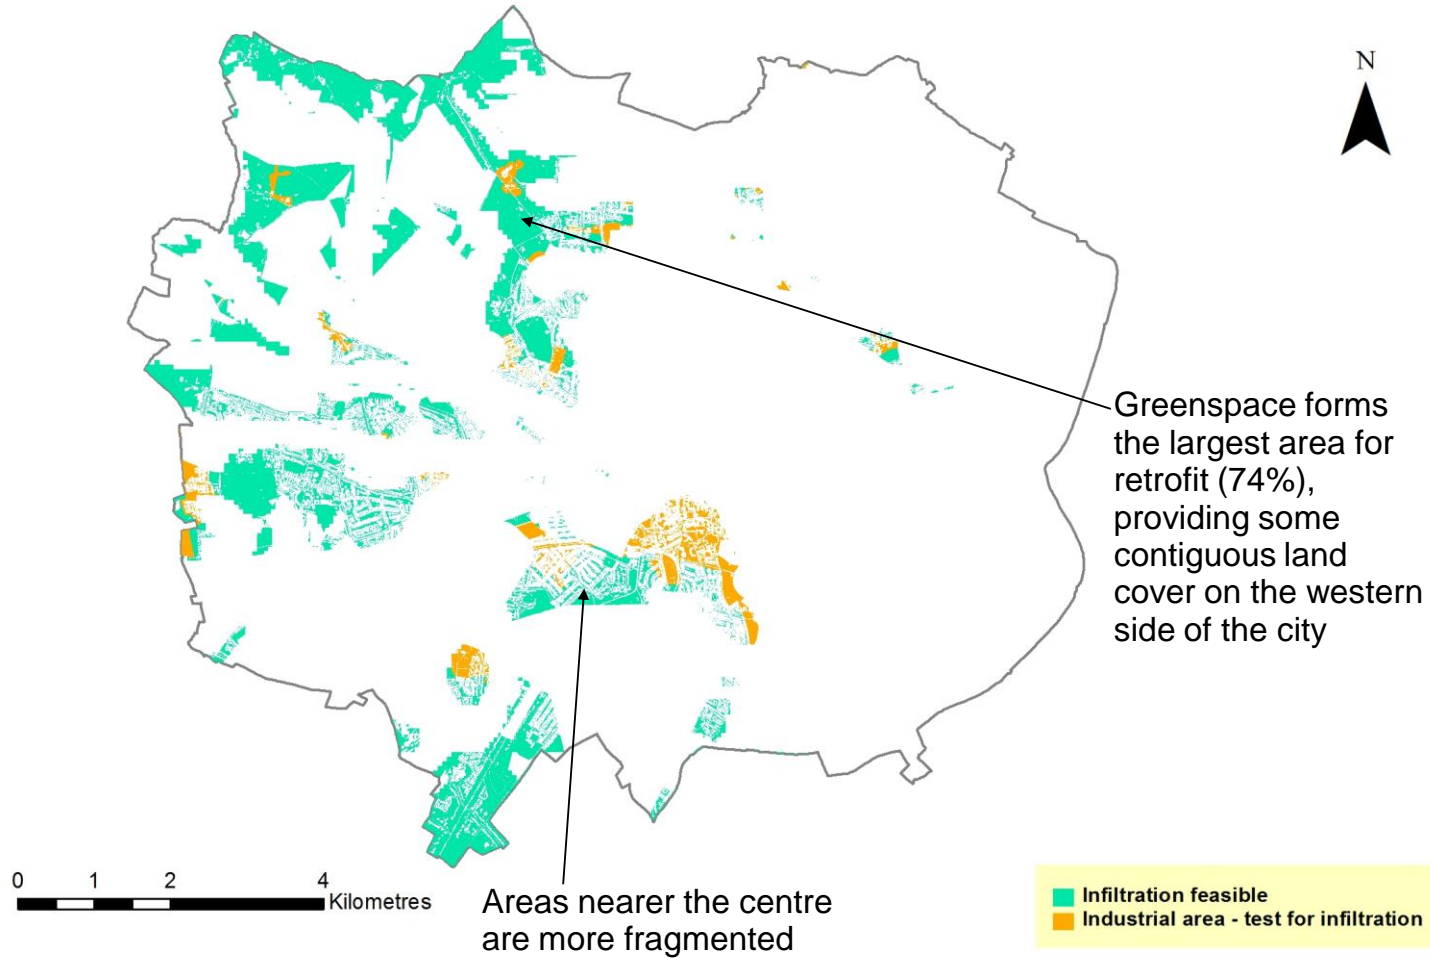 N
Greenspace forms
the largest area for
retrofit (74%),
providing some
contiguous land
cover on the western
side of the city
0 1 2 4
Kilometres
Areas nearer the centre
are more fragmented
Infiltration feasible
Industrial area - test for infiltration